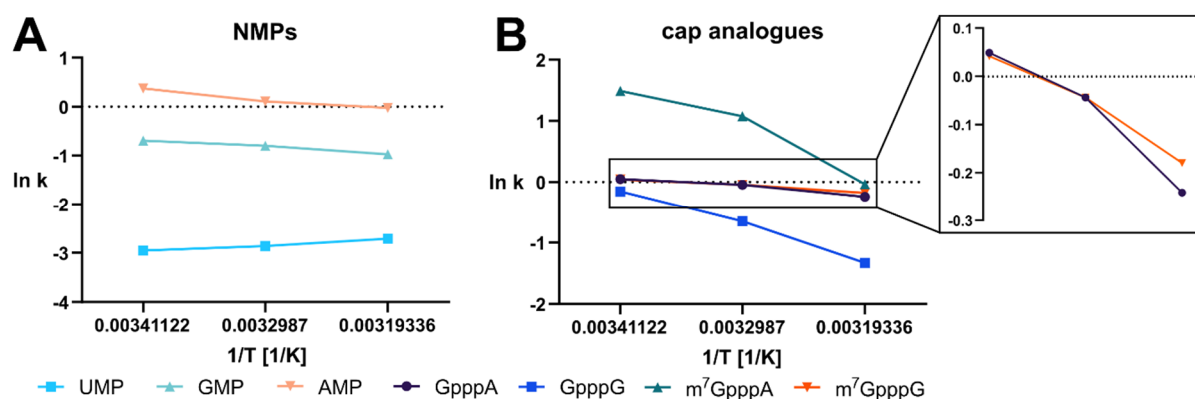 A
NMPs
1
0
-1
ln k
-2
-3
-4
0.00341122
0.0032987
0.00319336
1/T [1/K]
B
cap analogues
2
1
ln k
0
-1
-2
0.00341122
0.0032987
0.00319336
1/T [1/K]
0.1
0.0
-0.1
-0.2
-0.3
UMP GMP AMP GpppA GpppG m⁷GpppA m⁷GpppG